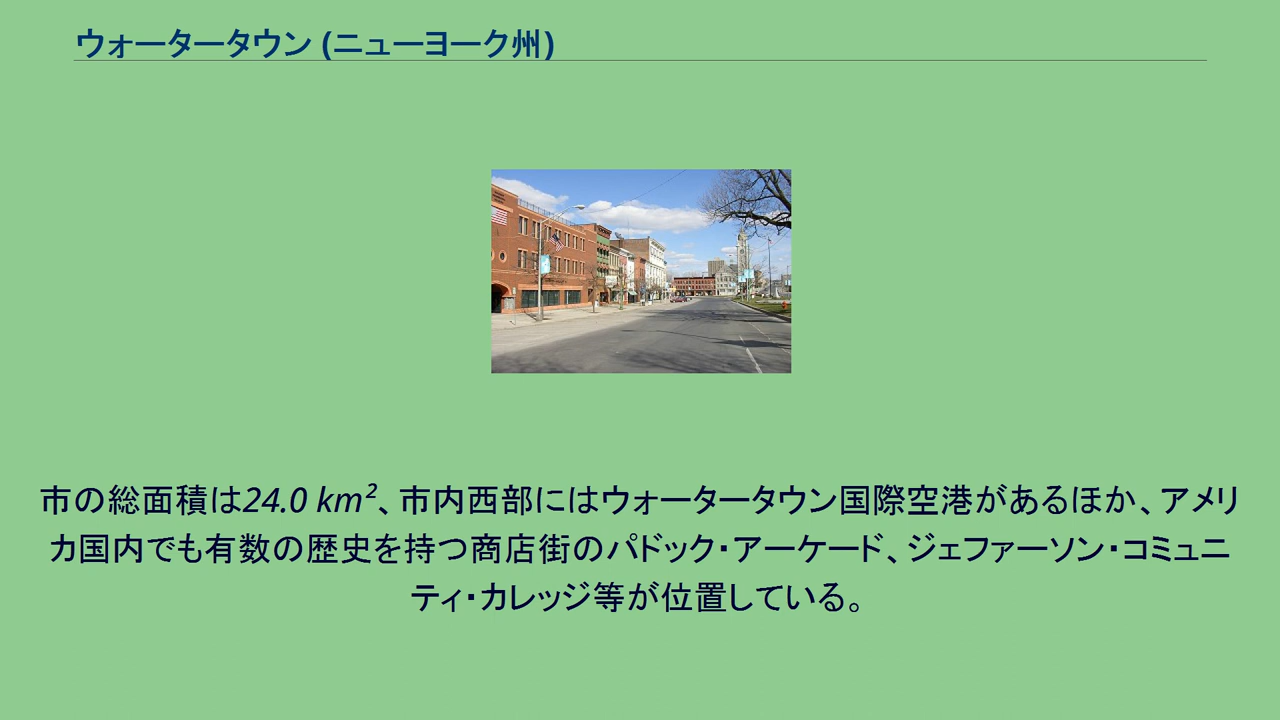 ウォータータウン (ニューヨーク州)
市の総面積は24.0 km²、市内西部にはウォータータウン国際空港があるほか、アメリ
カ国内でも有数の歴史を持つ商店街のパドック・アーケード、ジェファーソン・コミュニ
ティ・カレッジ等が位置している。